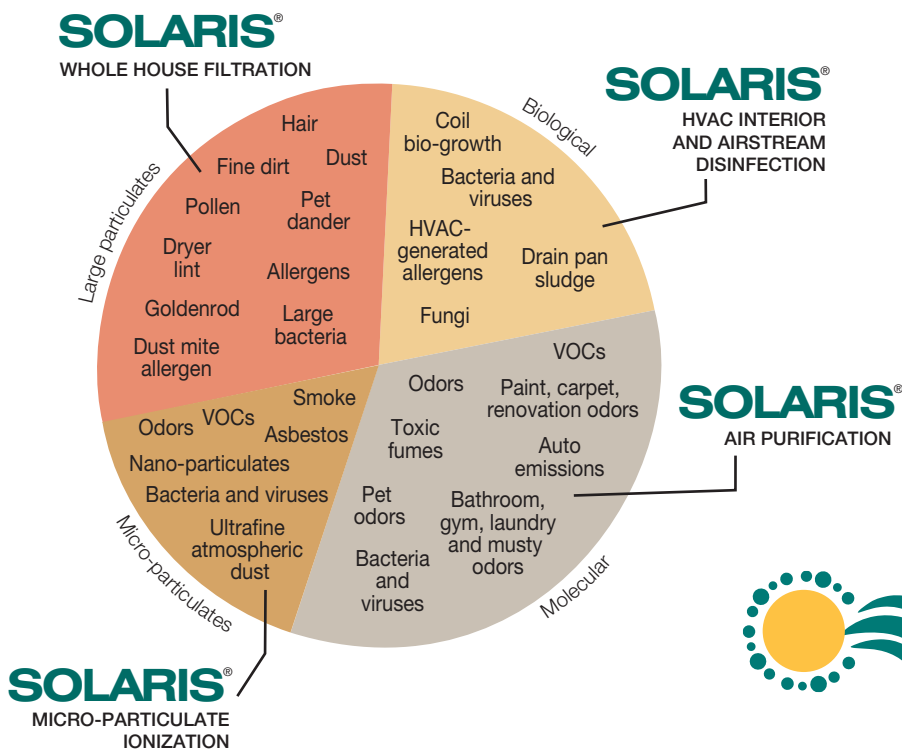 SOLARIS®
WHOLE HOUSE FILTRATION
SOLARIS®
HVAC INTERIOR
AND AIRSTREAM
DISINFECTION
Large particulates
Hair
Fine dirt
Dust
Pollen
Pet
dander
Dryer
lint
Allergens
Goldenrod
Large
bacteria
Dust mite
allergen
Biological
Coil
bio-growth
Bacteria and
viruses
HVAC-
generated
allergens
Drain pan
sludge
Fungi
Micro-particulates
Smoke
VOCs
Odors
Asbestos
Nano-particulates
Bacteria and viruses
Ultrafine
atmospheric
dust
Molecular
VOCs
Odors
Paint, carpet,
renovation odors
Toxic
fumes
Auto
emissions
Pet
odors
Bathroom,
gym, laundry
and musty
odors
Bacteria
and
viruses
SOLARIS®
AIR PURIFICATION
SOLARIS®
MICRO-PARTICULATE
IONIZATION